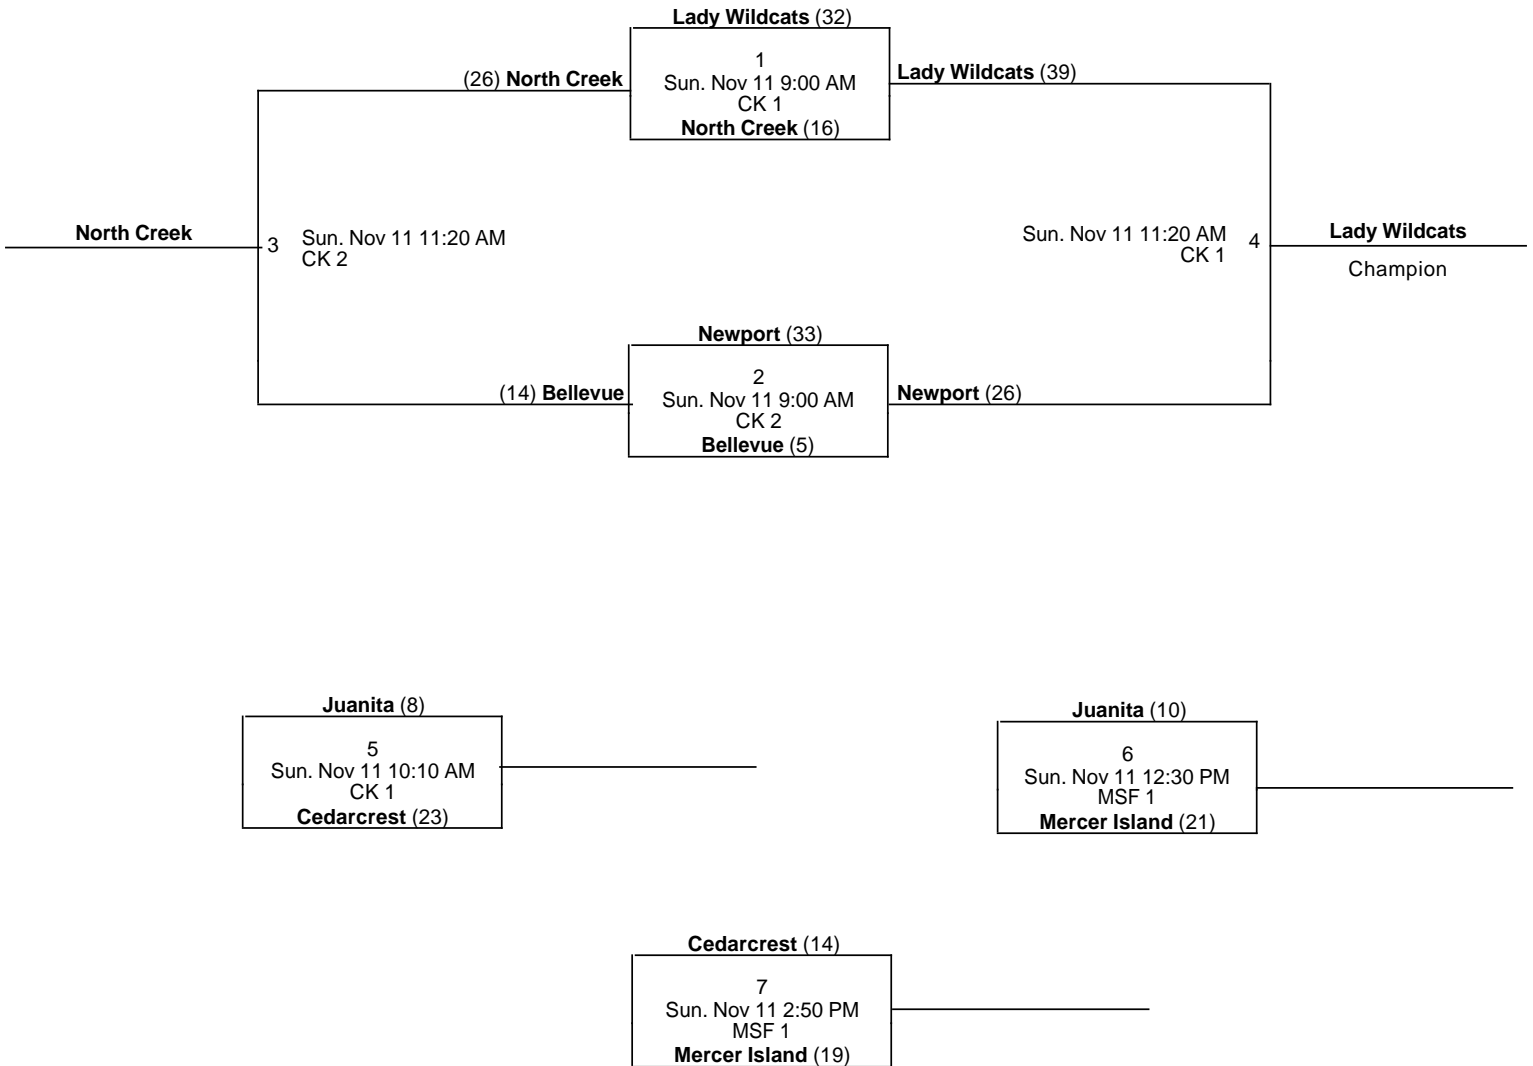 Lady Wildcats (32)
1
Sun. Nov 11 9:00 AM
CK 1
North Creek (16)
(26) North Creek
Lady Wildcats (39)
North Creek
3
Sun. Nov 11 11:20 AM
CK 2
Sun. Nov 11 11:20 AM
CK 1
4
Lady Wildcats
Champion
Newport (33)
2
Sun. Nov 11 9:00 AM
CK 2
Bellevue (5)
(14) Bellevue
Newport (26)
Juanita (8)
5
Sun. Nov 11 10:10 AM
CK 1
Cedarcrest (23)
Juanita (10)
6
Sun. Nov 11 12:30 PM
MSF 1
Mercer Island (21)
Cedarcrest (14)
7
Sun. Nov 11 2:50 PM
MSF 1
Mercer Island (19)